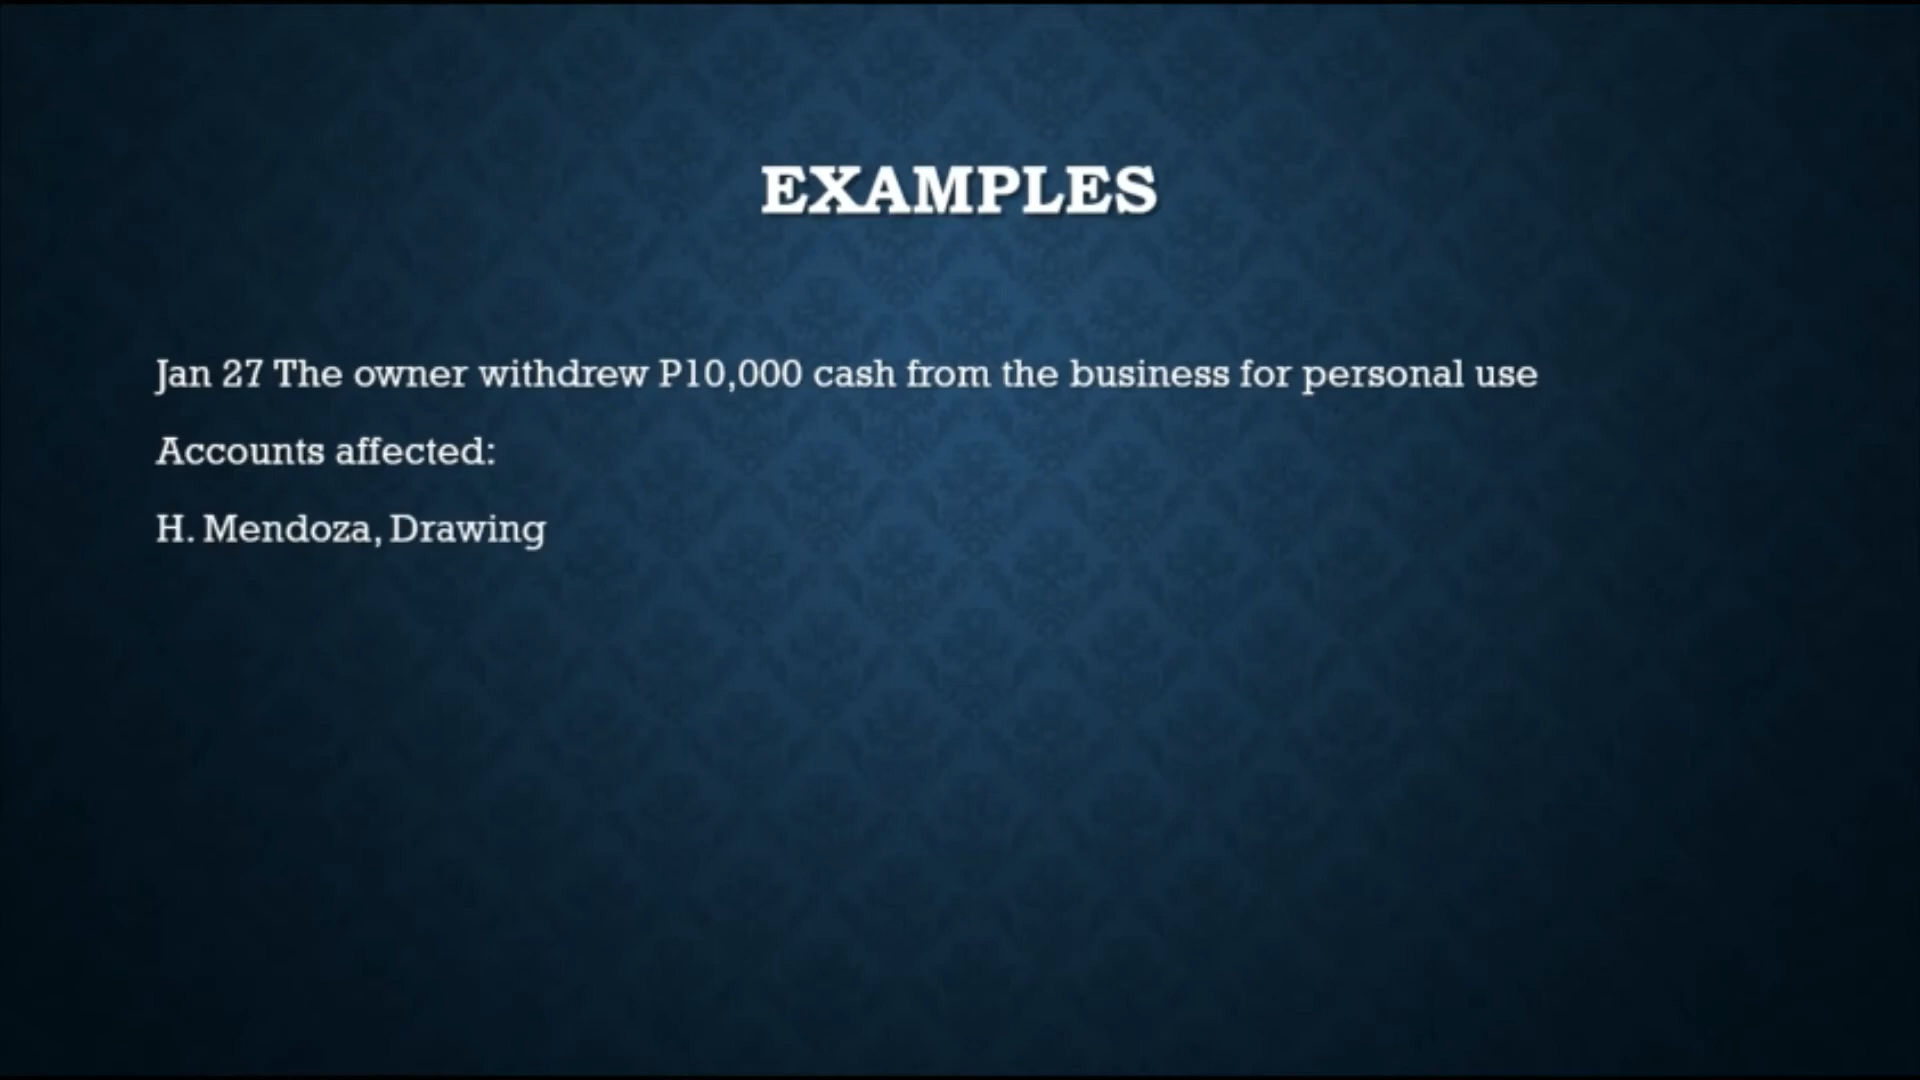 EXAMPLES
Jan 27 The owner withdrew P10,000 cash from the business for personal use
Accounts affected:
H. Mendoza, Drawing